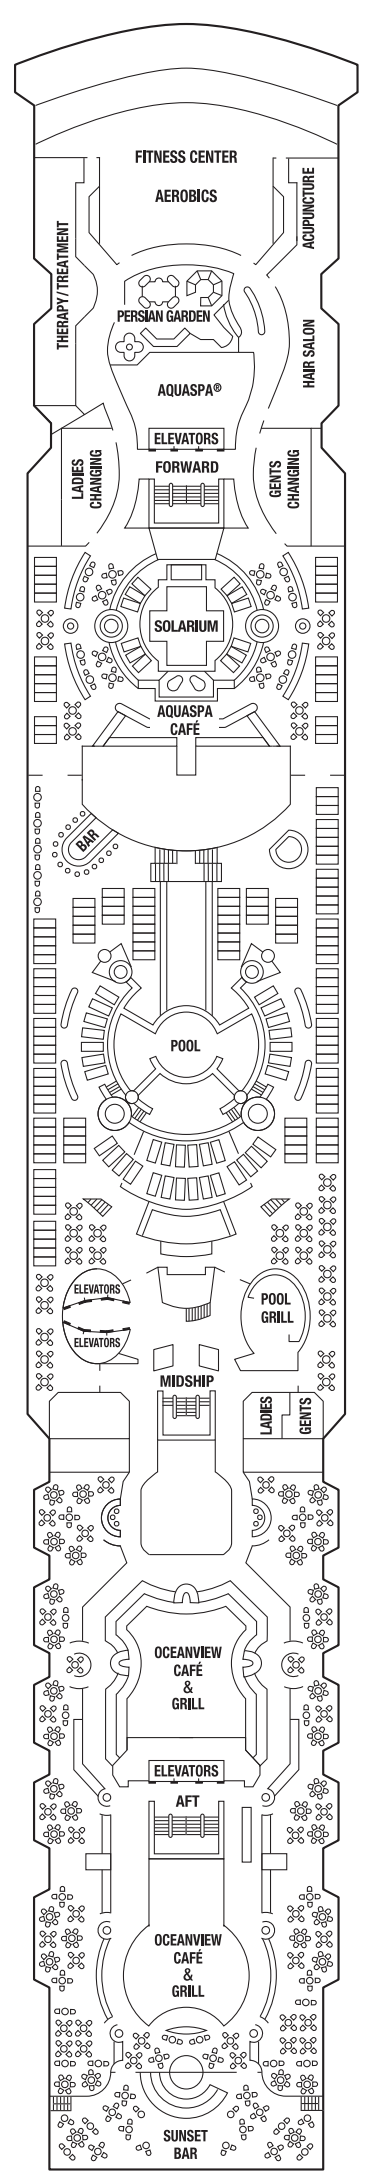 FITNESS CENTER
AEROBICS
ACUPUNCTURE
THERAPY / TREATMENT
PERSIAN GARDEN
HAIR SALON
AQUASPA®
ELEVATORS
FORWARD
LADIES
CHANGING
GENTS
CHANGING
SOLARIUM
AQUASPA
CAFÉ
BAR
POOL
ELEVATORS
ELEVATORS
POOL
GRILL
MIDSHIP
LADIES
GENTS
OCEANVIEW
CAFÉ
&
GRILL
ELEVATORS
AFT
OCEANVIEW
CAFÉ
&
GRILL
SUNSET
BAR